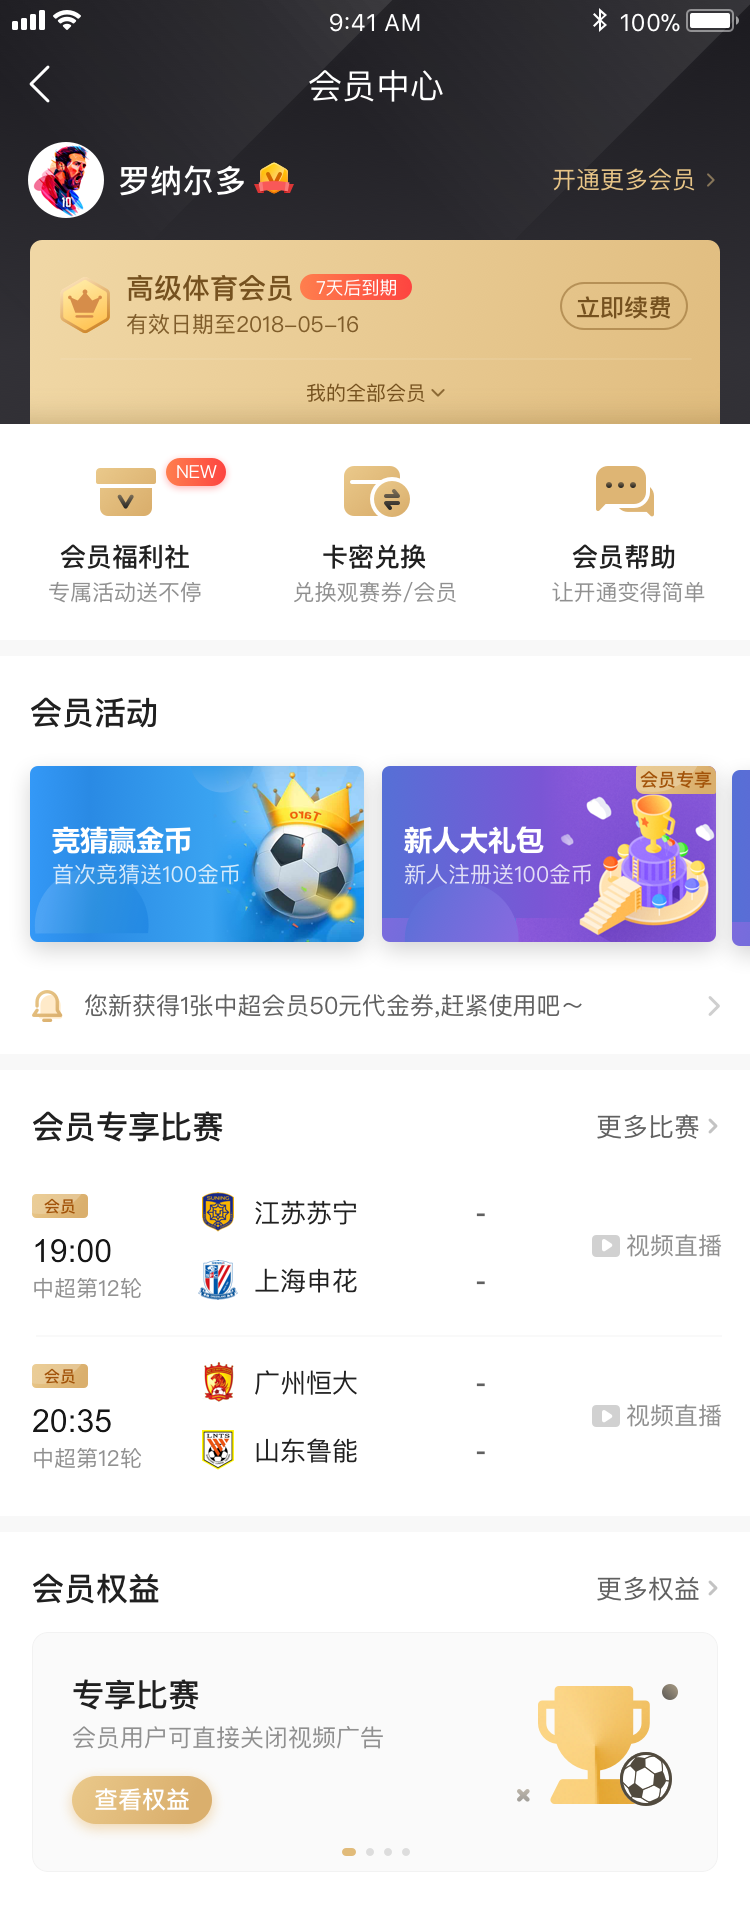 9:41 AM
100%
会员中心
罗纳尔多
开通更多会员
高级体育会员 7天后到期
有效日期至2018-05-16
立即续费
我的全部会员
NEW
会员福利社
专属活动送不停
卡密兑换
兑换观赛券/会员
会员帮助
让开通变得简单
会员活动
Taro
竞猜赢金币
首次竞猜送100金币
会员专享
新人大礼包
新人注册送100金币
您新获得1张中超会员50元代金券,赶紧使用吧~
会员专享比赛
更多比赛
会员
19:00
中超第12轮
SUNING
江苏苏宁 -
上海申花 -
视频直播
会员
20:35
中超第12轮
广州恒大 -
LNTS
山东鲁能 -
视频直播
会员权益
更多权益
专享比赛
会员用户可直接关闭视频广告
查看权益